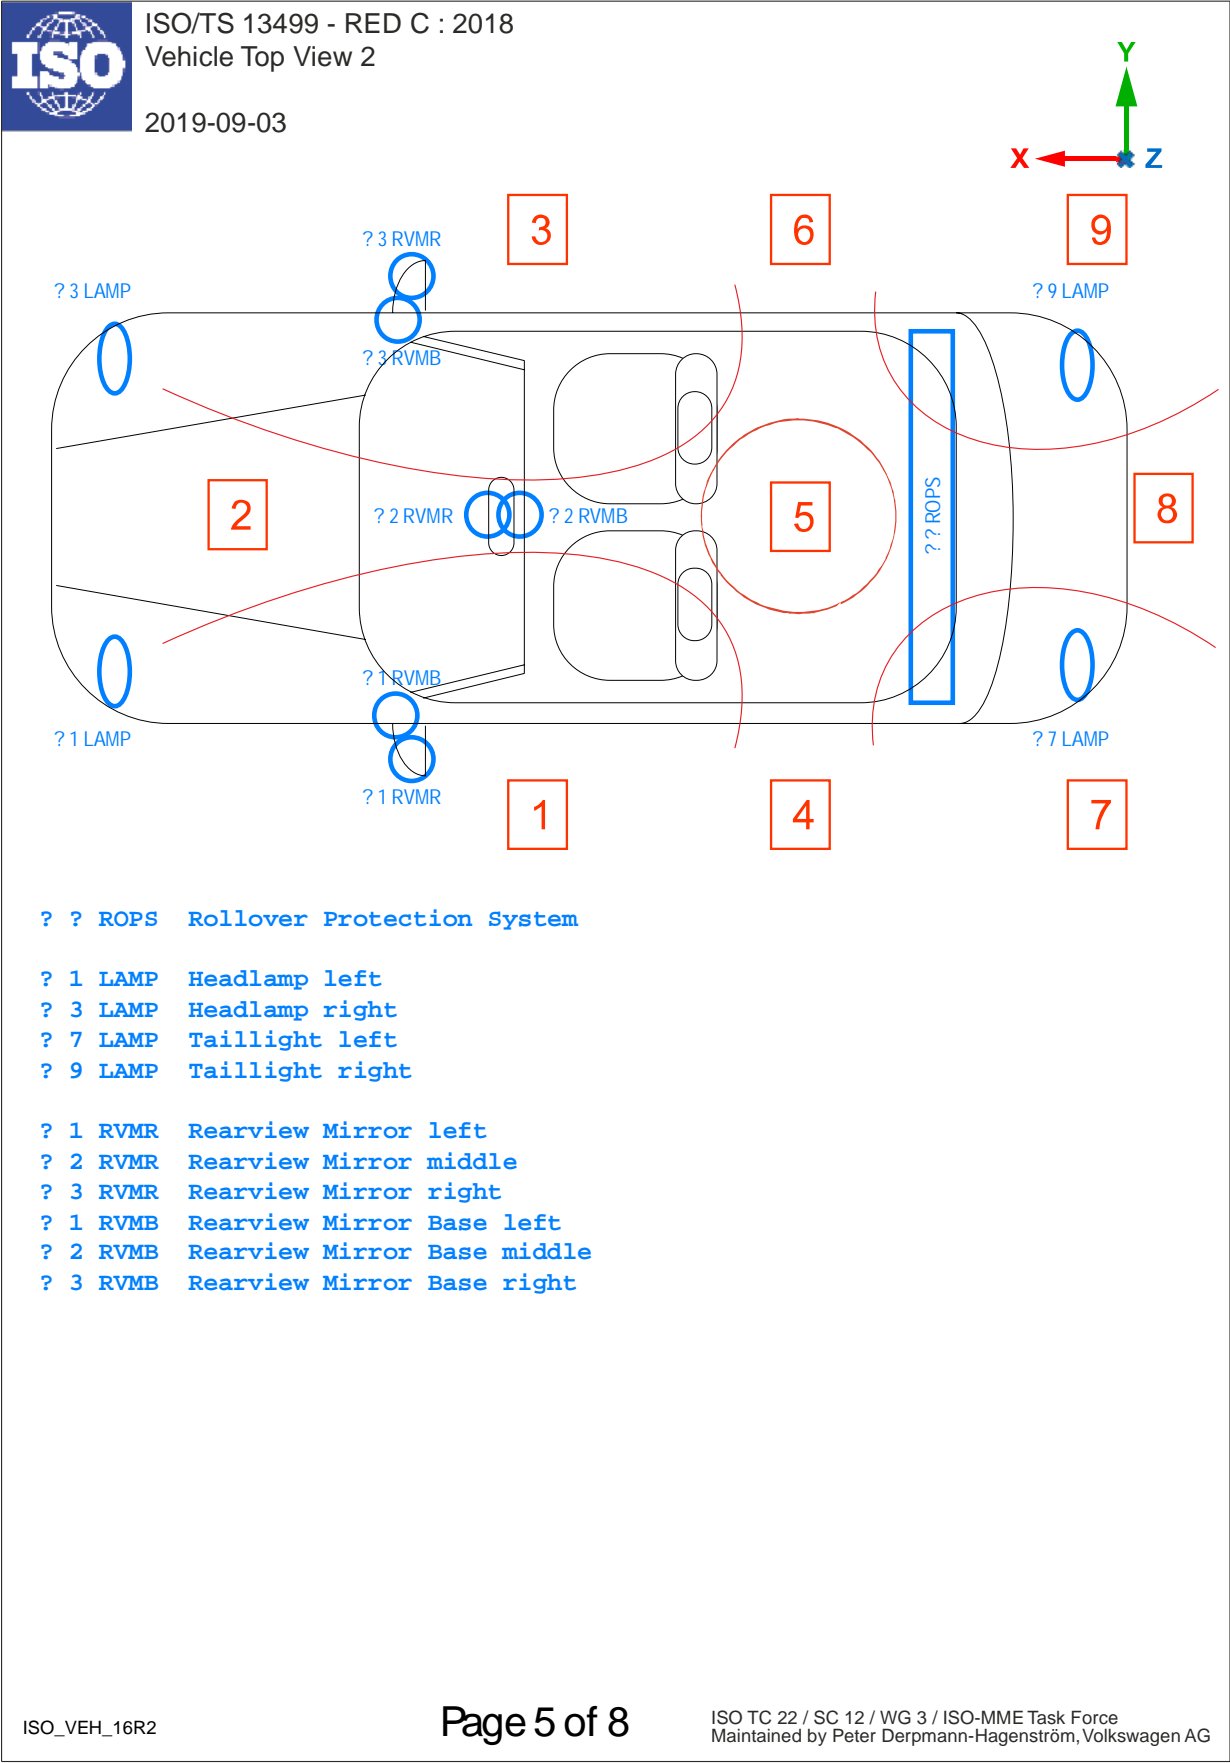 ISO
ISO/TS 13499 - RED C : 2018
Vehicle Top View 2
2019-09-03
Y
X
Z
3
6
9
? 3 RVMR
? 3 LAMP
? 9 LAMP
? 3 RVMB
2
? 2 RVMR
? 2 RVMB
5
? ? ROPS
8
? 1 RVMB
? 1 LAMP
? 7 LAMP
? 1 RVMR
1
4
7
? ? ROPS Rollover Protection System
? 1 LAMP Headlamp left
? 3 LAMP Headlamp right
? 7 LAMP Taillight left
? 9 LAMP Taillight right
? 1 RVMR Rearview Mirror left
? 2 RVMR Rearview Mirror middle
? 3 RVMR Rearview Mirror right
? 1 RVMB Rearview Mirror Base left
? 2 RVMB Rearview Mirror Base middle
? 3 RVMB Rearview Mirror Base right
ISO_VEH_16R2
Page 5 of 8
ISO TC 22 / SC 12 / WG 3 / ISO-MME Task Force
Maintained by Peter Derpmann-Hagenström, Volkswagen AG